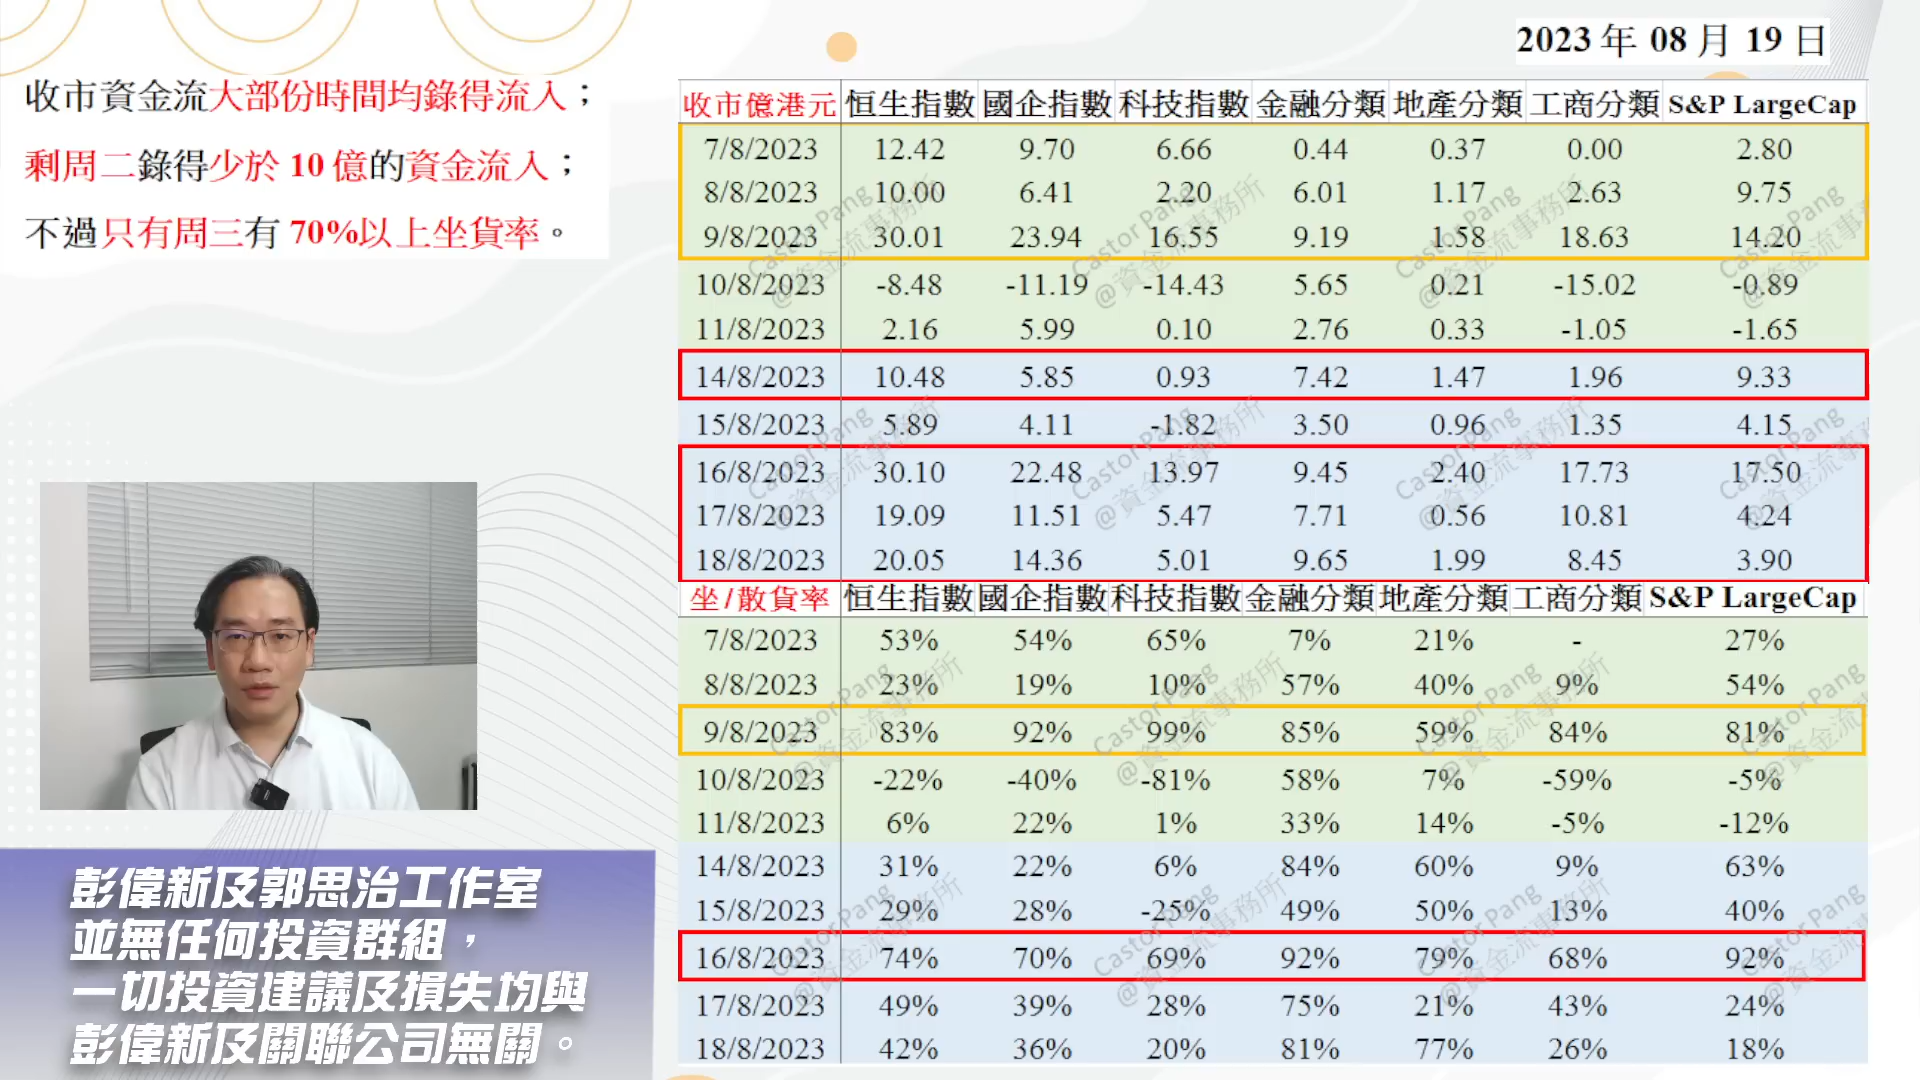 2023 年 08 月 19 日
收市資金流大部份時間均錄得流入；
剩周二錄得少於 10 億的資金流入；
不過只有周三有 70%以上坐貨率。
收市億港元 恒生指數 國企指數 科技指數 金融分類 地產分類 工商分類 S&P LargeCap
7/8/2023 12.42 9.70 6.66 0.44 0.37 0.00 2.80
8/8/2023 10.00 6.41 2.20 6.01 1.17 2.63 9.75
9/8/2023 30.01 23.94 16.55 9.19 1.58 18.63 14.20
10/8/2023 -8.48 -11.19 -14.43 5.65 0.21 -15.02 -0.89
11/8/2023 2.16 5.99 0.10 2.76 0.33 -1.05 -1.65
14/8/2023 10.48 5.85 0.93 7.42 1.47 1.96 9.33
15/8/2023 5.89 4.11 -1.82 3.50 0.96 1.35 4.15
16/8/2023 30.10 22.48 13.97 9.45 2.40 17.73 17.50
17/8/2023 19.09 11.51 5.47 7.71 0.56 10.81 4.24
18/8/2023 20.05 14.36 5.01 9.65 1.99 8.45 3.90
坐/散貨率 恒生指數 國企指數 科技指數 金融分類 地產分類 工商分類 S&P LargeCap
7/8/2023 53% 54% 65% 7% 21% - 27%
8/8/2023 23% 19% 10% 57% 40% 9% 54%
9/8/2023 83% 92% 99% 85% 59% 84% 81%
10/8/2023 -22% -40% -81% 58% 7% -59% -5%
11/8/2023 6% 22% 1% 33% 14% -5% -12%
14/8/2023 31% 22% 6% 84% 60% 9% 63%
15/8/2023 29% 28% -25% 49% 50% 13% 40%
16/8/2023 74% 70% 69% 92% 79% 68% 92%
17/8/2023 49% 39% 28% 75% 21% 43% 24%
18/8/2023 42% 36% 20% 81% 77% 26% 18%
Castor Pang
@資金流事務所
彭偉新及郭思治工作室
並無任何投資群組，
一切投資建議及損失均與
彭偉新及關聯公司無關。